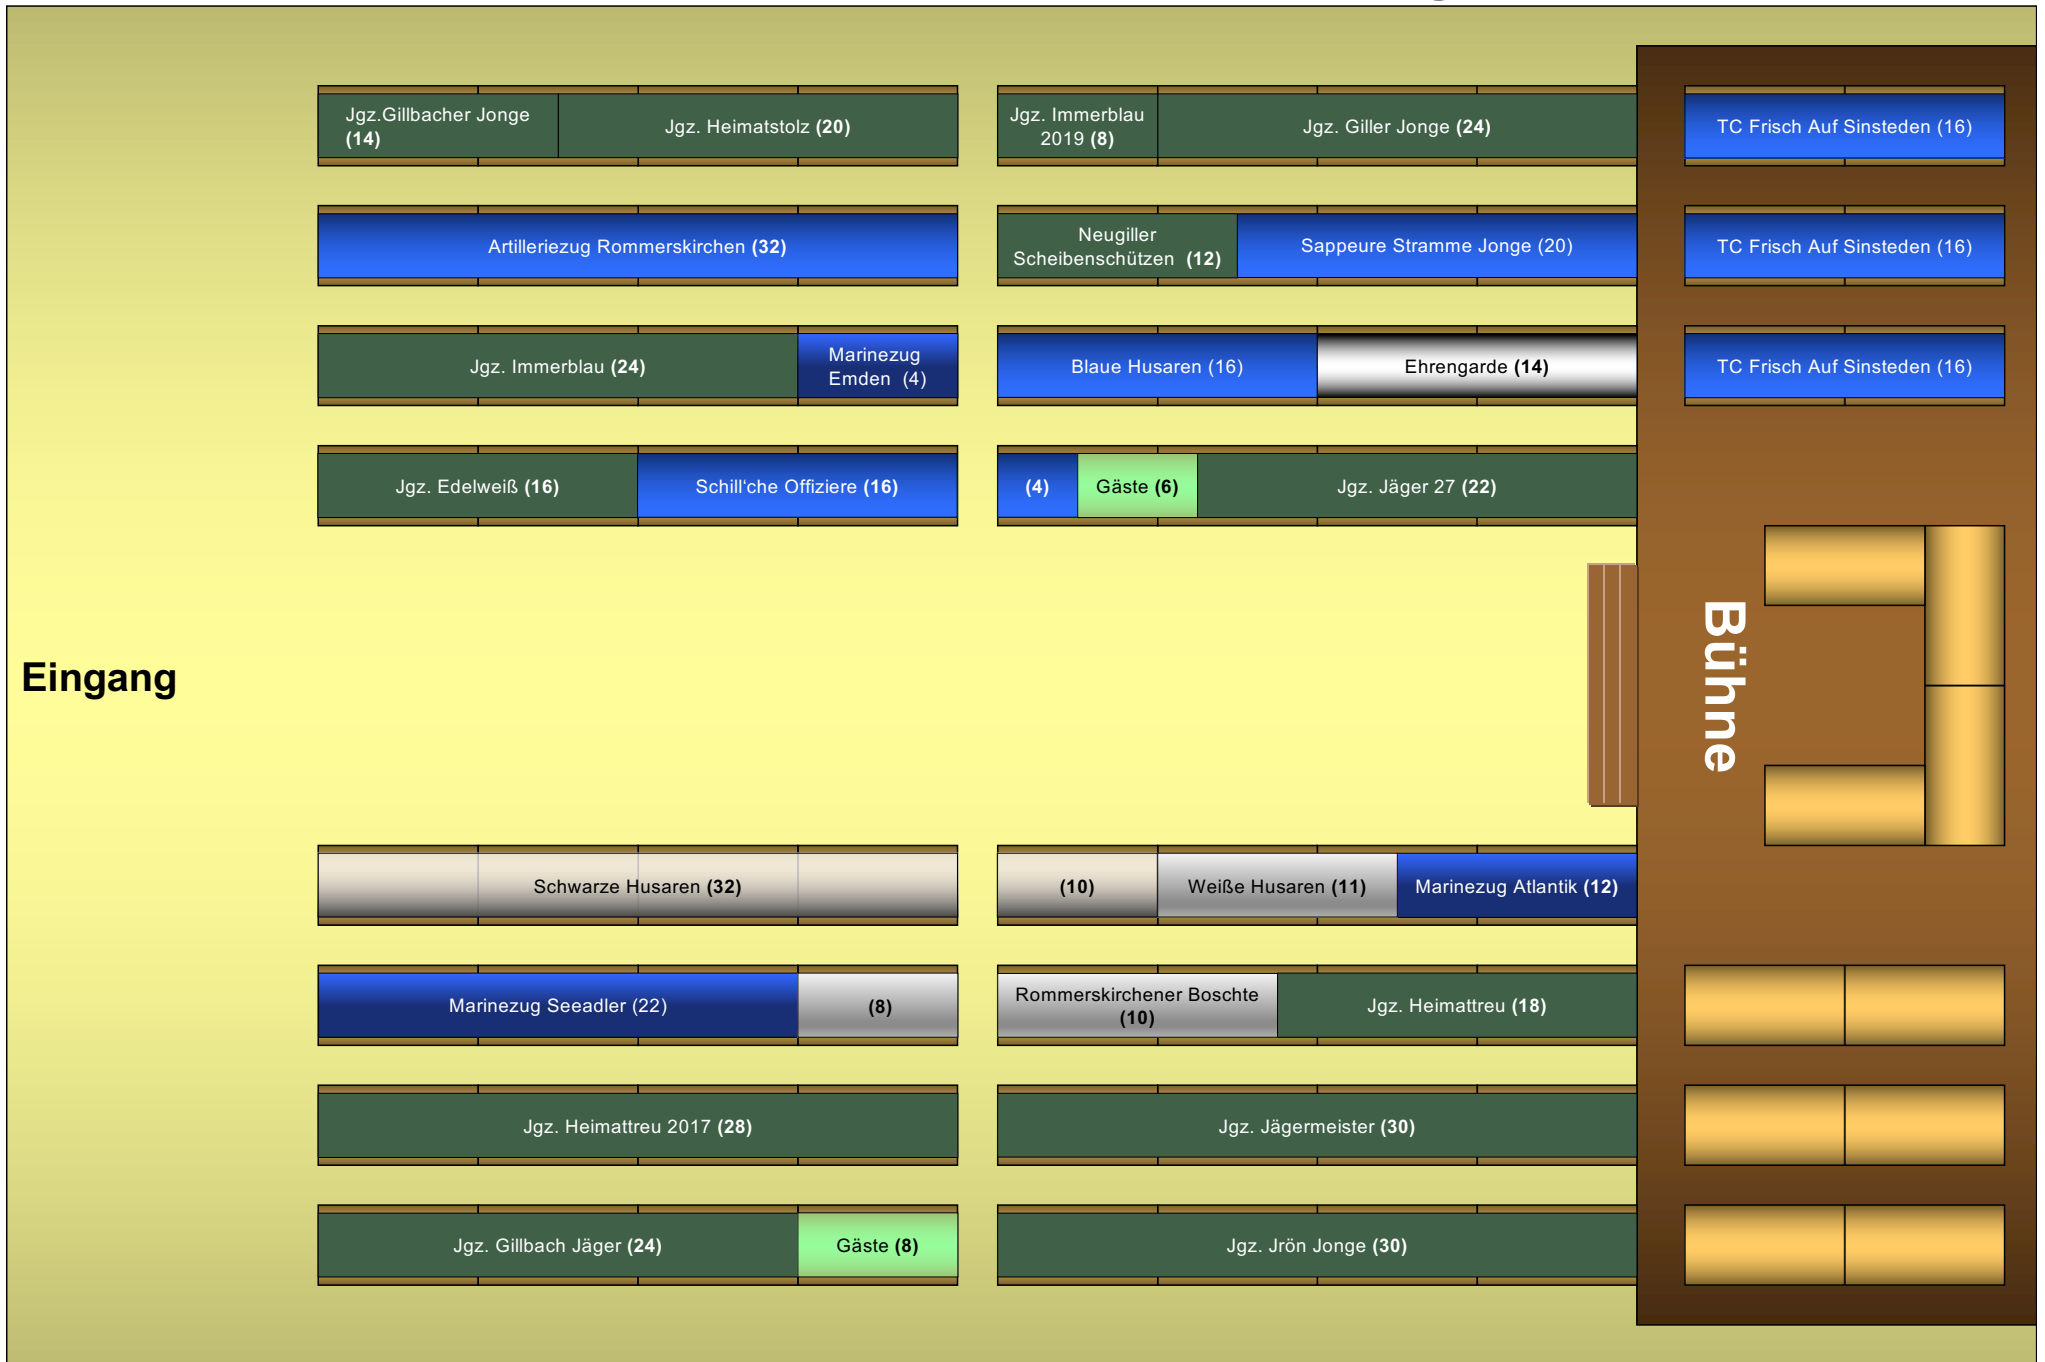 Jgz.Gillbacher Jonge
(14)
Jgz. Heimatstolz (20)
Jgz. Immerblau
2019 (8)
Jgz. Giller Jonge (24)
TC Frisch Auf Sinsteden (16)
Artilleriezug Rommerskirchen (32)
Neugiller
Scheibenschützen (12)
Sappeure Stramme Jonge (20)
TC Frisch Auf Sinsteden (16)
Jgz. Immerblau (24)
Marinezug
Emden (4)
Blaue Husaren (16)
Ehrengarde (14)
TC Frisch Auf Sinsteden (16)
Jgz. Edelweiß (16)
Schill'che Offiziere (16)
(4)
Gäste (6)
Jgz. Jäger 27 (22)
Eingang
Bühne
Schwarze Husaren (32)
(10)
Weiße Husaren (11)
Marinezug Atlantik (12)
Marinezug Seeadler (22)
(8)
Rommerskirchener Boschte
(10)
Jgz. Heimattreu (18)
Jgz. Heimattreu 2017 (28)
Jgz. Jägermeister (30)
Jgz. Gillbach Jäger (24)
Gäste (8)
Jgz. Jrön Jonge (30)